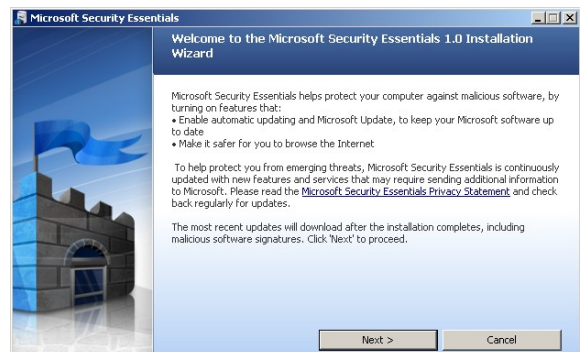 Microsoft Security Essentials
Welcome to the Microsoft Security Essentials 1.0 Installation
Wizard
Microsoft Security Essentials helps protect your computer against malicious software, by
turning on features that:
• Enable automatic updating and Microsoft Update, to keep your Microsoft software up
to date
• Make it safer for you to browse the Internet
To help protect you from emerging threats, Microsoft Security Essentials is continuously
updated with new features and services that may require sending additional information
to Microsoft. Please read the Microsoft Security Essentials Privacy Statement and check
back regularly for updates.
The most recent updates will download after the installation completes, including
malicious software signatures. Click 'Next' to proceed.
Next >
Cancel